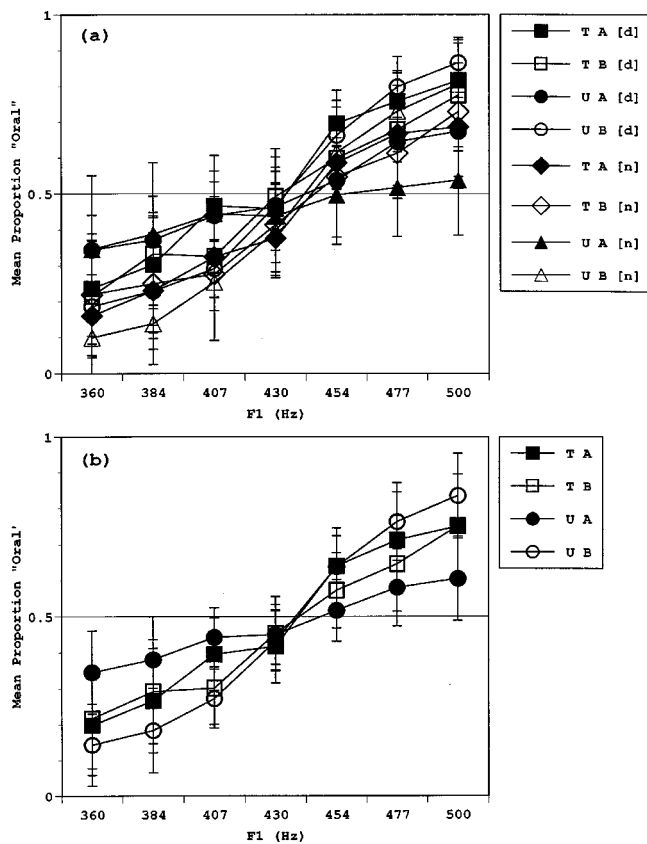 (a)
Mean Proportion "Oral"
1
0.5
0
360 384 407 430 454 477 500
F1 (Hz)
T A [d]
T B [d]
U A [d]
U B [d]
T A [n]
T B [n]
U A [n]
U B [n]
(b)
Mean Proportion "Oral'
1
0.5
0
360 384 407 430 454 477 500
F1 (Hz)
T A
T B
U A
U B